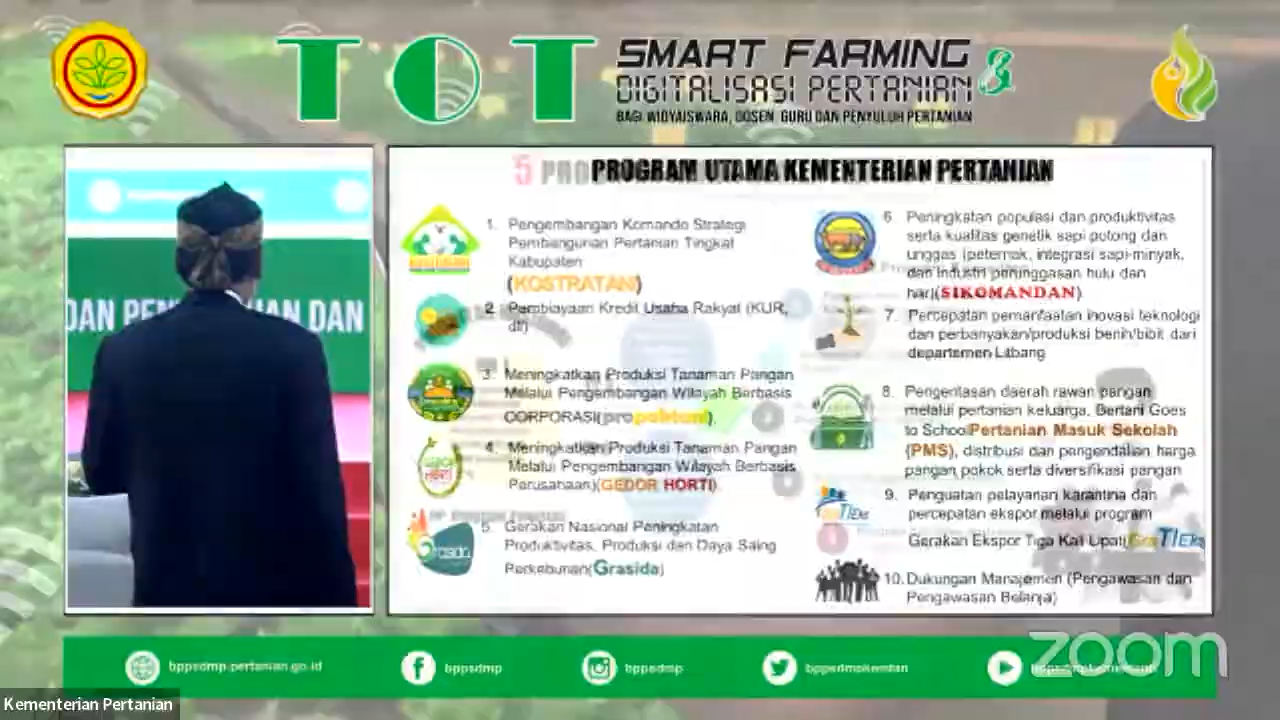 TOT
SMART FARMING &
DIGITALISASI PERTANIAN
BAGI WIDYAISWARA, DOSEN, GURU DAN PENYULUH PERTANIAN
5 PRO
PROGRAM UTAMA KEMENTERIAN PERTANIAN
DAN DAN
1. Pengembangan Komando Strategi
Pembangunan Pertanian Tingkat
Kabupaten
(KOSTRATANI)
2. Pembiayaan Kredit Usaha Rakyat (KUR,
dl)
3. Meningkatkan Produksi Tanaman Pangan
Melalui Pengembangan Wilayah Berbasis
CORPORASI(propaktani).
4. Meningkatkan Produksi Tanaman Pangan
Melalui Pengembangan Wilayah Berbasis
Perusahaan)(GEDOR HORTI).
5. Gerakan Nasional Peningkatan
Produktivitas, Produksi dan Daya Saing
Perkebunan(Grasida)
6. Peningkatan populasi dan produktivitas
serta kualitas genetik sapi potong dan
unggas (peternak, integrasi sapi-minyak,
dan industri perunggasan hulu dan
hari(SIKOMANDAN)
7. Percepatan pemanfaatan inovasi teknologi
dan perbanyakan/produksi benih/bibit dari
departemen Litbang
8. Pengentasan daerah rawan pangan
melalui pertanian keluarga, Bertani Goes
to SchoolPertanian Masuk Sekolah
(PMS), distribusi dan pengendalian harga
pangan pokok serta diversifikasi pangan
9. Penguatan pelayanan karantina dan
percepatan ekspor melalui program
Gerakan Ekspor Tiga Kali Lipat(GraTIEks
10. Dukungan Manajemen (Pengawasan dan
Pengawasan Belanja)
bppsdmp.pertanian.go.id
bppsdmp
bppsdmp
bppsdmpkementan
zoom
Kementerian Pertanian